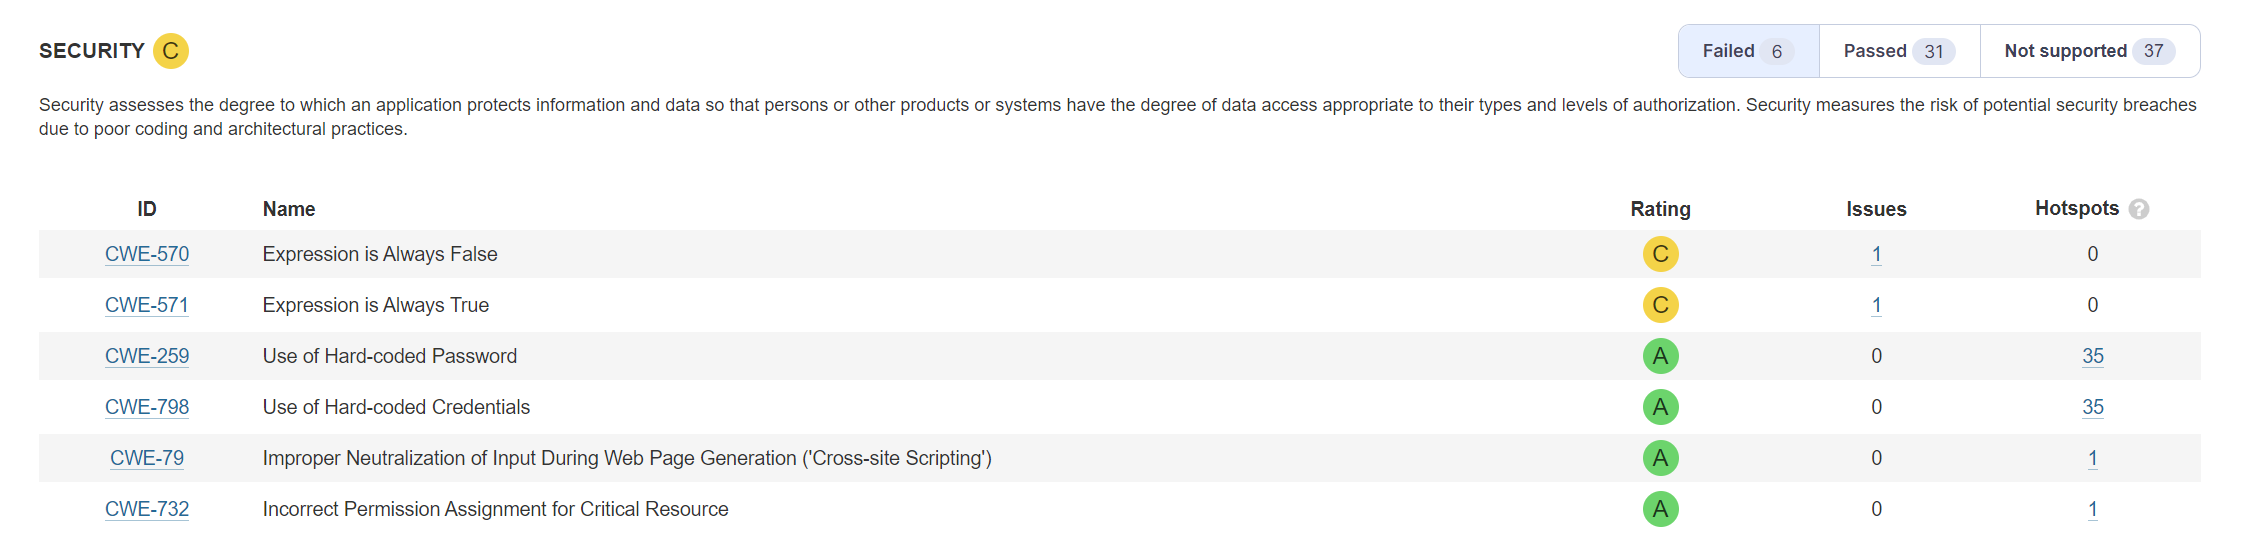 SECURITY C
Failed 6 Passed 31 Not supported 37
Security assesses the degree to which an application protects information and data so that persons or other products or systems have the degree of data access appropriate to their types and levels of authorization. Security measures the risk of potential security breaches
due to poor coding and architectural practices.
ID Name Rating Issues Hotspots ?
CWE-570 Expression is Always False C 1 0
CWE-571 Expression is Always True C 1 0
CWE-259 Use of Hard-coded Password A 0 35
CWE-798 Use of Hard-coded Credentials A 0 35
CWE-79 Improper Neutralization of Input During Web Page Generation ('Cross-site Scripting') A 0 1
CWE-732 Incorrect Permission Assignment for Critical Resource A 0 1